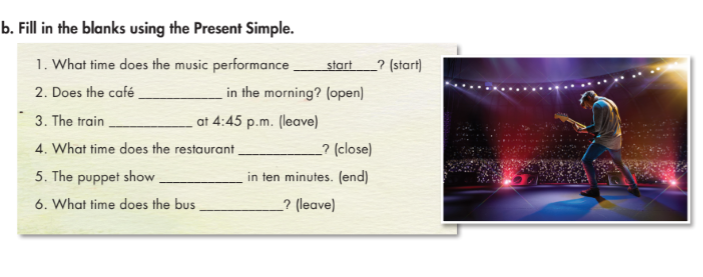 b. Fill in the blanks using the Present Simple.
1. What time does the music performance ___start___? (start)
2. Does the café __________ in the morning? (open)
3. The train __________ at 4:45 p.m. (leave)
4. What time does the restaurant __________? (close)
5. The puppet show __________ in ten minutes. (end)
6. What time does the bus __________? (leave)